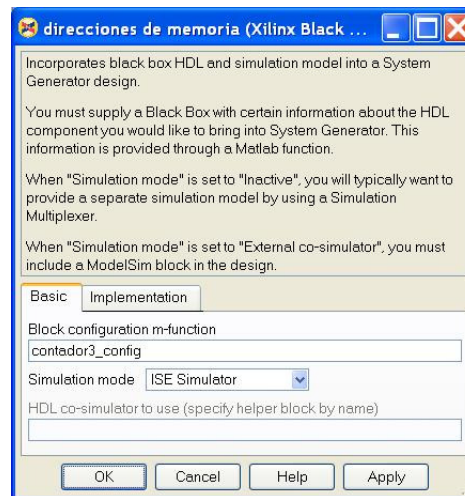 direcciones de memoria (Xilinx Black ...
Incorporates black box HDL and simulation model into a System
Generator design.
You must supply a Black Box with certain information about the HDL
component you would like to bring into System Generator. This
information is provided through a Matlab function.
When "Simulation mode" is set to "Inactive", you will typically want to
provide a separate simulation model by using a Simulation
Multiplexer.
When "Simulation mode" is set to "External co-simulator", you must
include a ModelSim block in the design.
Basic Implementation
Block configuration m-function
contador3_config
Simulation mode ISE Simulator
HDL co-simulator to use (specify helper block by name)
OK Cancel Help Apply